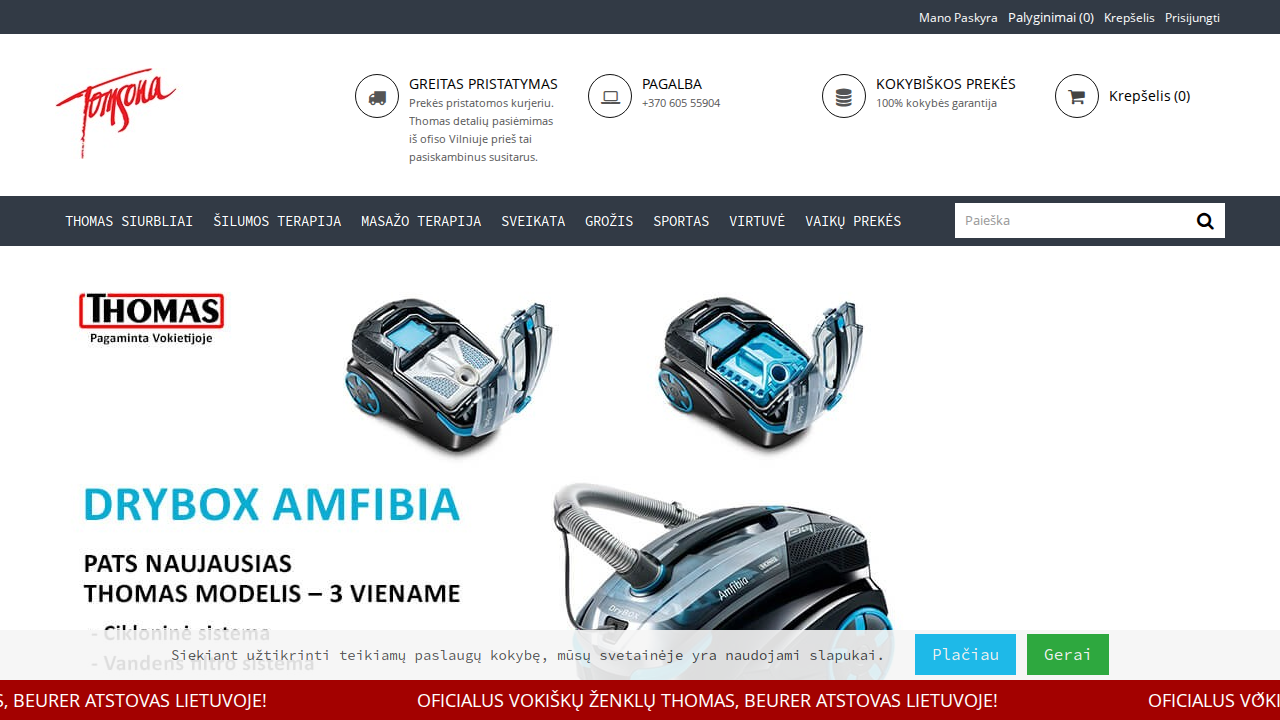 Mano Paskyra Palyginimai (0) Krepšelis Prisijungti
Tomsona
GREITAS PRISTATYMAS
Prekės pristatomos kurjeriu.
Thomas detalių pasiėmimas
iš ofiso Vilniuje prieš tai
pasiskambinus susitarus.
PAGALBA
+370 605 55904
KOKYBIŠKOS PREKĖS
100% kokybės garantija
Krepšelis (0)
THOMAS SIURBLIAI ŠILUMOS TERAPIJA MASAŽO TERAPIJA SVEIKATA GROŽIS SPORTAS VIRTUVĖ VAIKŲ PREKĖS
Paieška
THOMAS
Pagaminta Vokietijoje
DRYBOX AMFIBIA
PATS NAUJAUSIAS
THOMAS MODELIS – 3 VIENAME
- Cikloninė sistema
- Vandens filtro sistema
DryBOX
Amfibia
THOMAS
Siekiant užtikrinti teikiamų paslaugų kokybę, mūsų svetainėje yra naudojami slapukai.
Plačiau
Gerai
S, BEURER ATSTOVAS LIETUVOJE! OFICIALUS VOKIŠKŲ ŽENKLŲ THOMAS, BEURER ATSTOVAS LIETUVOJE! OFICIALUS